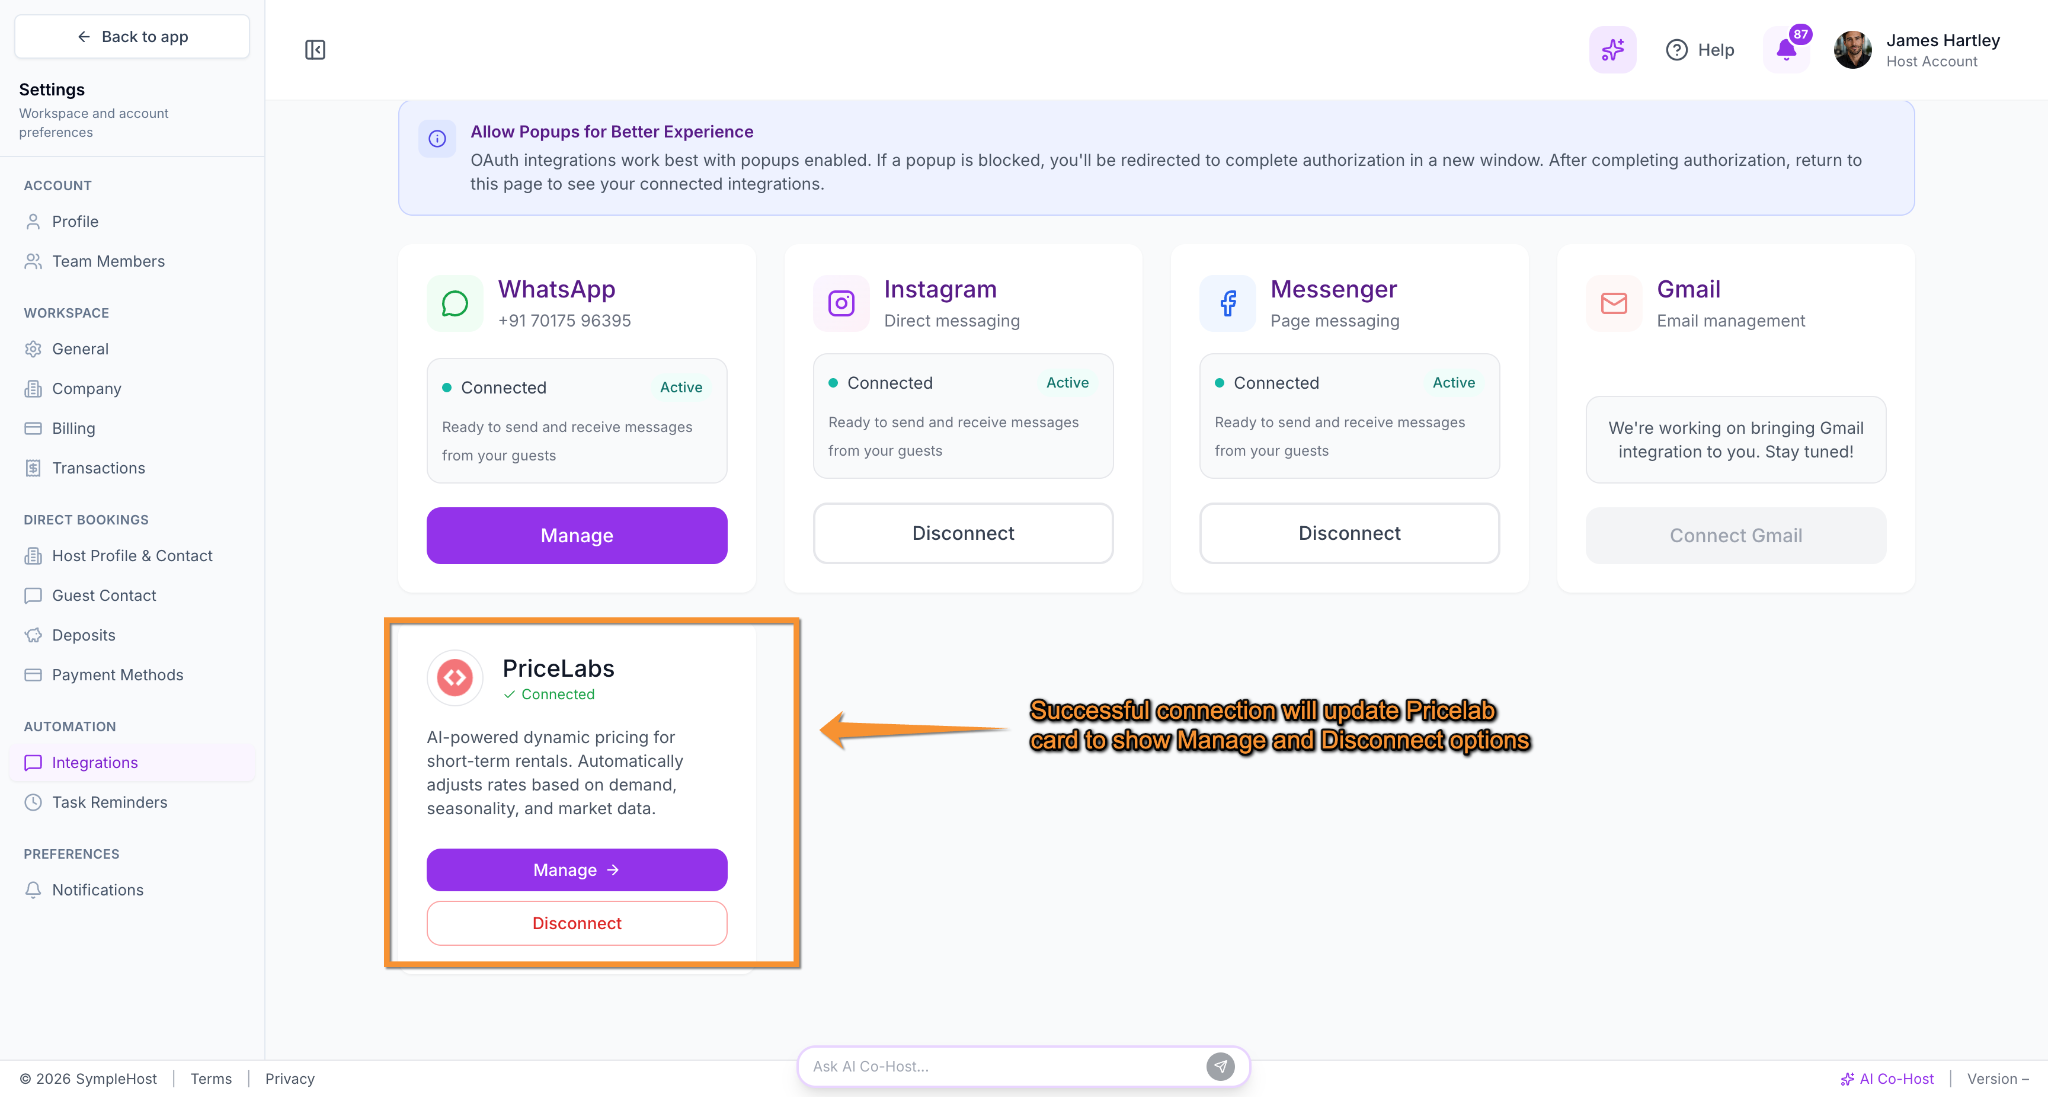 Back to app
Settings
Workspace and account
preferences
ACCOUNT
Profile
Team Members
WORKSPACE
General
Company
Billing
Transactions
DIRECT BOOKINGS
Host Profile & Contact
Guest Contact
Deposits
Payment Methods
AUTOMATION
Integrations
Task Reminders
PREFERENCES
Notifications
Help
87
James Hartley
Host Account
Allow Popups for Better Experience
OAuth integrations work best with popups enabled. If a popup is blocked, you'll be redirected to complete authorization in a new window. After completing authorization, return to
this page to see your connected integrations.
WhatsApp
+91 70175 96395
Connected Active
Ready to send and receive messages
from your guests
Manage
Instagram
Direct messaging
Connected Active
Ready to send and receive messages
from your guests
Disconnect
Messenger
Page messaging
Connected Active
Ready to send and receive messages
from your guests
Disconnect
Gmail
Email management
We're working on bringing Gmail
integration to you. Stay tuned!
Connect Gmail
PriceLabs
Connected
AI-powered dynamic pricing for
short-term rentals. Automatically
adjusts rates based on demand,
seasonality, and market data.
Manage →
Disconnect
Successful connection will update Pricelab
card to show Manage and Disconnect options
Ask AI Co-Host...
© 2026 SympleHost | Terms | Privacy
AI Co-Host | Version –